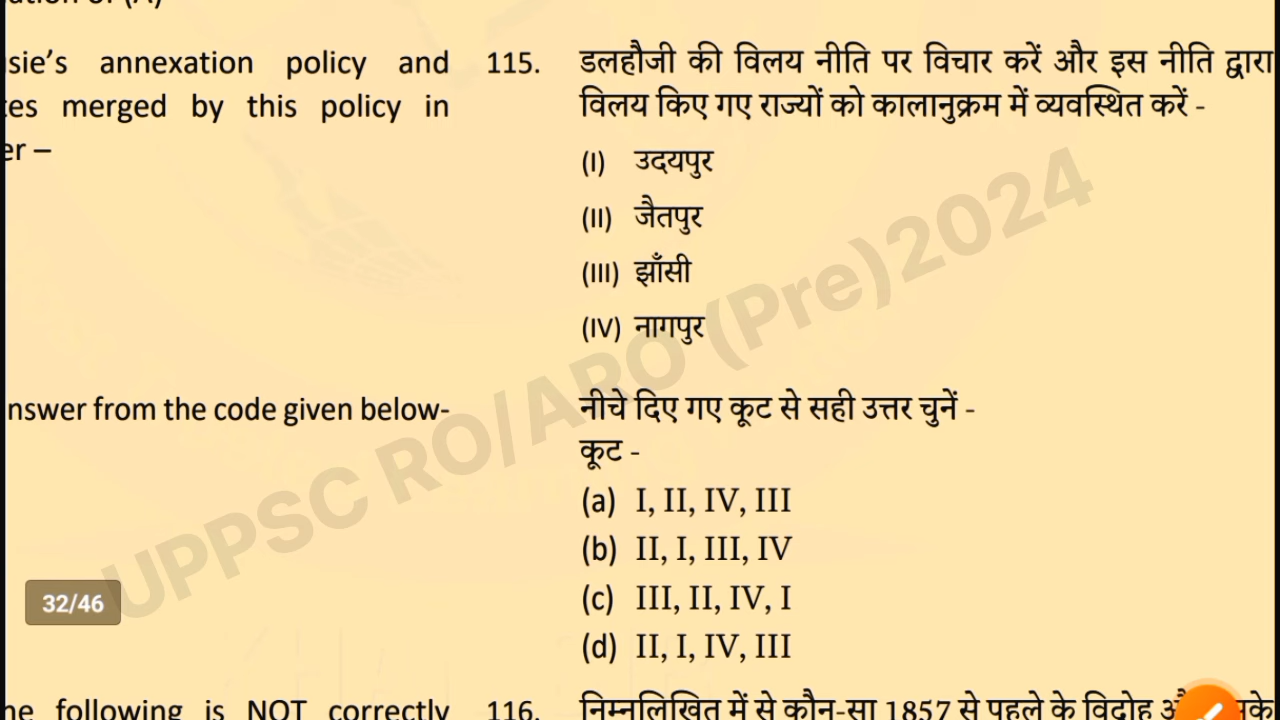 sie's annexation policy and
es merged by this policy in
er –
nswer from the code given below-
32/46
he following is NOT correctly
115. डलहौजी की विलय नीति पर विचार करें और इस नीति द्वारा
विलय किए गए राज्यों को कालानुक्रम में व्यवस्थित करें -
(I) उदयपुर
(II) जैतपुर
(III) झाँसी
(IV) नागपुर
नीचे दिए गए कूट से सही उत्तर चुनें -
कूट -
(a) I, II, IV, III
(b) II, I, III, IV
(c) III, II, IV, I
(d) II, I, IV, III
116. निम्नलिखित में से कौन-सा 1857 से पहले के विद्रोह
UPPSC RO/ARO (Pre)2024